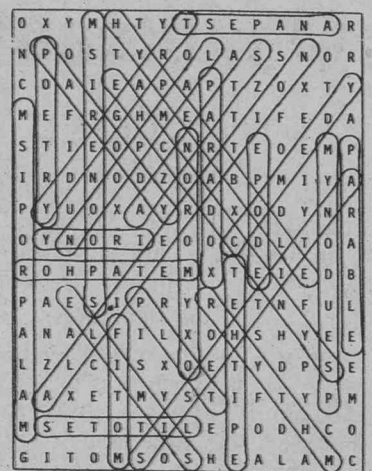 O X Y M H T Y T S E P A N A R
N P O S T Y R O L A S S N O R
C O A I E A P A P T Z O X T Y
M E F R G H M E A T I F E D A
S T I E O P C N R T E O E M P
I R D N O D Z O A B P M I Y A
P Y U O X A Y R D X O D Y N R
O Y N O R I E O O C D L T O A
R O H P A T E M X T E I E D B
P A E S I P R Y R E T N F U L
A N A L F I L X O H S H Y E E
L Z L C I S X O E T Y D P S E
A A X E T M Y S T I F T Y P M
M S E T O T I L E P O D H C O
G I T O M S O S H E A L A M C